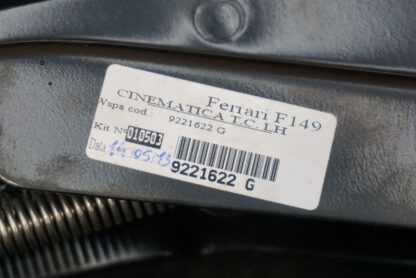 Ferrari F149
CINEMATICA T.C. LH
Vspa cod.: 9221622 G
Kit N° 010503
Data 14/05/13
9221622 G